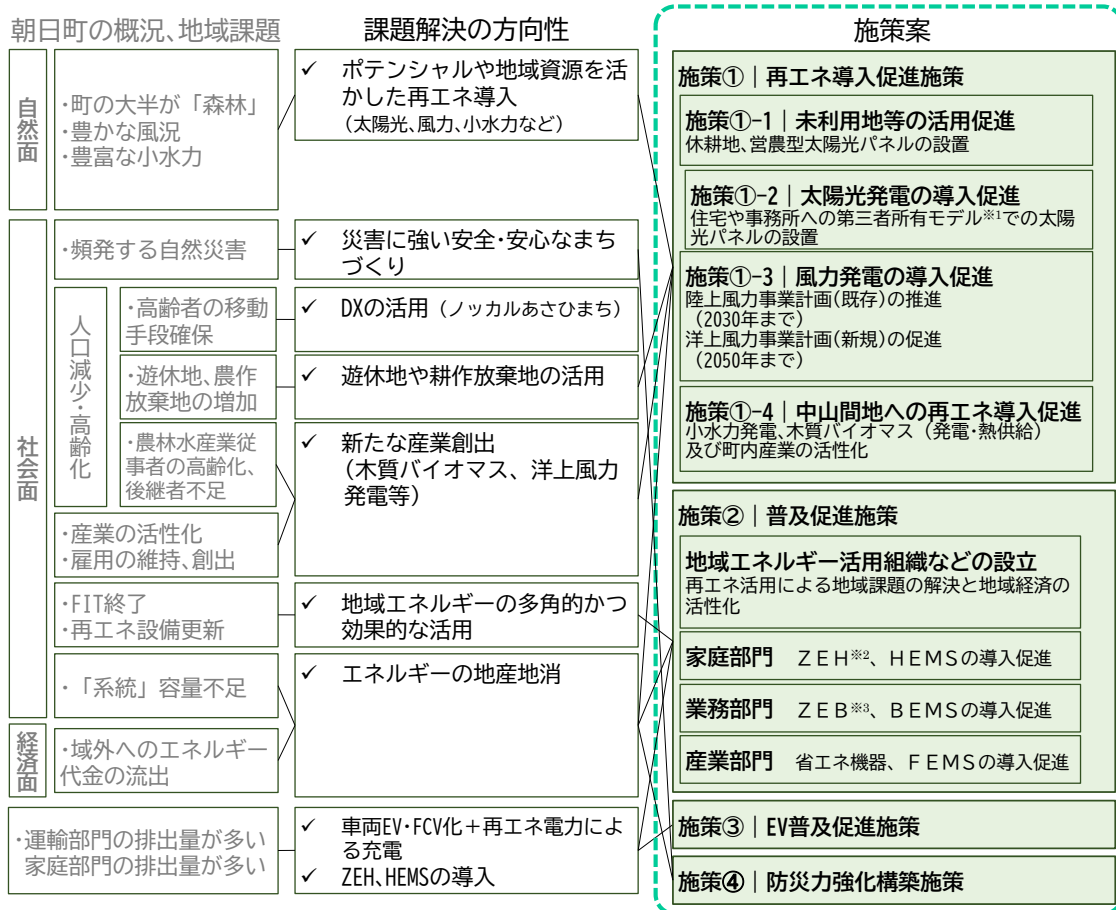 朝日町の概況、地域課題
課題解決の方向性
施策案
自然面
・町の大半が「森林」
・豊かな風況
・豊富な小水力
✓ ポテンシャルや地域資源を活
かした再エネ導入
（太陽光、風力、小水力など）
社会面
・頻発する自然災害
✓ 災害に強い安全・安心なまち
づくり
人口減少・高齢化
・高齢者の移動
手段確保
✓ DXの活用（ノッカルあさひまち）
・遊休地、農作
放棄地の増加
✓ 遊休地や耕作放棄地の活用
・農林水産業従
事者の高齢化、
後継者不足
・産業の活性化
・雇用の維持、創出
✓ 新たな産業創出
（木質バイオマス、洋上風力
発電等）
・FIT終了
・再エネ設備更新
✓ 地域エネルギーの多角的かつ
効果的な活用
・「系統」容量不足
✓ エネルギーの地産地消
経済面
・域外へのエネルギー
代金の流出
・運輸部門の排出量が多い
家庭部門の排出量が多い
✓ 車両EV・FCV化＋再エネ電力によ
る充電
✓ ZEH、HEMSの導入
施策①｜再エネ導入促進施策
施策①-1｜未利用地等の活用促進
休耕地、営農型太陽光パネルの設置
施策①-2｜太陽光発電の導入促進
住宅や事務所への第三者所有モデル※1での太陽
光パネルの設置
施策①-3｜風力発電の導入促進
陸上風力事業計画(既存)の推進
（2030年まで）
洋上風力事業計画(新規)の促進
（2050年まで）
施策①-4｜中山間地への再エネ導入促進
小水力発電、木質バイオマス（発電・熱供給）
及び町内産業の活性化
施策②｜普及促進施策
地域エネルギー活用組織などの設立
再エネ活用による地域課題の解決と地域経済の
活性化
家庭部門 ＺＥＨ※2、ＨＥＭＳの導入促進
業務部門 ＺＥＢ※3、ＢＥＭＳの導入促進
産業部門 省エネ機器、ＦＥＭＳの導入促進
施策③｜EV普及促進施策
施策④｜防災力強化構築施策